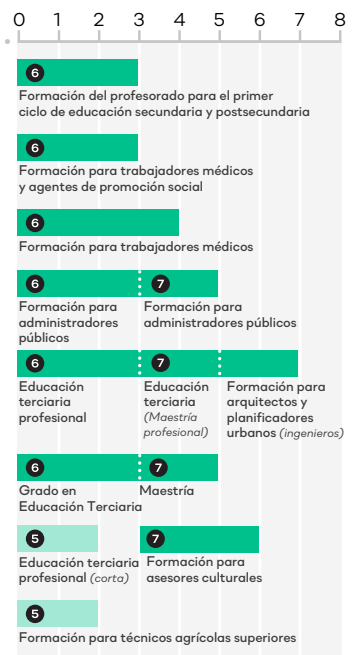 0 1 2 3 4 5 6 7 8
6
Formación del profesorado para el primer
ciclo de educación secundaria y postsecundaria
6
Formación para trabajadores médicos
y agentes de promoción social
6
Formación para trabajadores médicos
6 7
Formación para
administradores
públicos
Formación para
administradores públicos
6 7
Educación
terciaria
profesional
Educación
terciaria
(Maestría
profesional)
Formación para
arquitectos y
planificadores
urbanos (ingenieros)
6 7
Grado en
Educación Terciaria
Maestría
5 7
Educación terciaria
profesional (corta)
Formación para
asesores culturales
5
Formación para técnicos agrícolas superiores